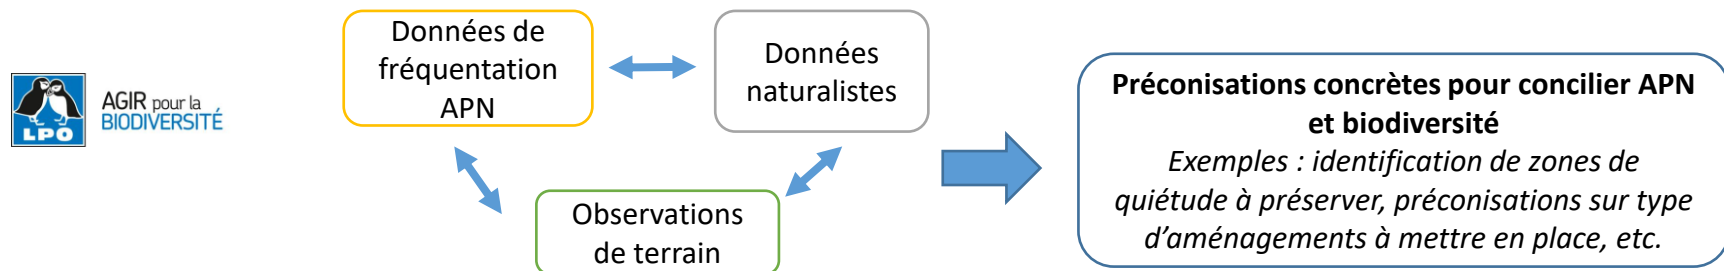 LPO
AGIR pour la
BIODIVERSITÉ
Données de
fréquentation
APN
Données
naturalistes
Observations
de terrain
Préconisations concrètes pour concilier APN
et biodiversité
Exemples : identification de zones de
quiétude à préserver, préconisations sur type
d’aménagements à mettre en place, etc.